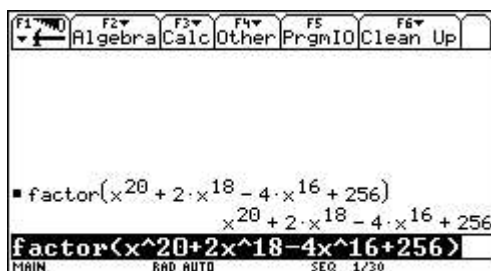 F1 F2 F3 F4 F5 F6
Algebra Calc Other PrgmIO Clean Up
factor(x^20 + 2·x^18 - 4·x^16 + 256)
x^20 + 2·x^18 - 4·x^16 + 256
factor(x^20+2x^18-4x^16+256)
MAIN RAD AUTO SEQ 1/30